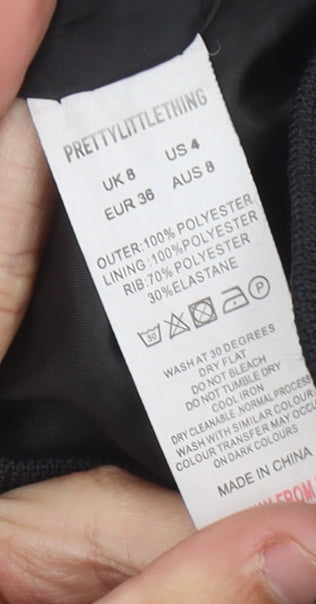 PRETTYLITTLETHING
UK 8 US 4
EUR 36 AUS 8
OUTER:100% POLYESTER
LINING :100%POLYESTER
RIB:70% POLYESTER
30%ELASTANE
30 P
WASH AT 30 DEGREES
DRY FLAT
DO NOT BLEACH
DO NOT TUMBLE DRY
COOL IRON
DRY CLEANABLE ,NORMAL PROCESS
WASH WITH SIMILAR COLOUR
COLOUR TRANSFER MAY OCCU
ON DARK COLOURS
MADE IN CHINA
FROM